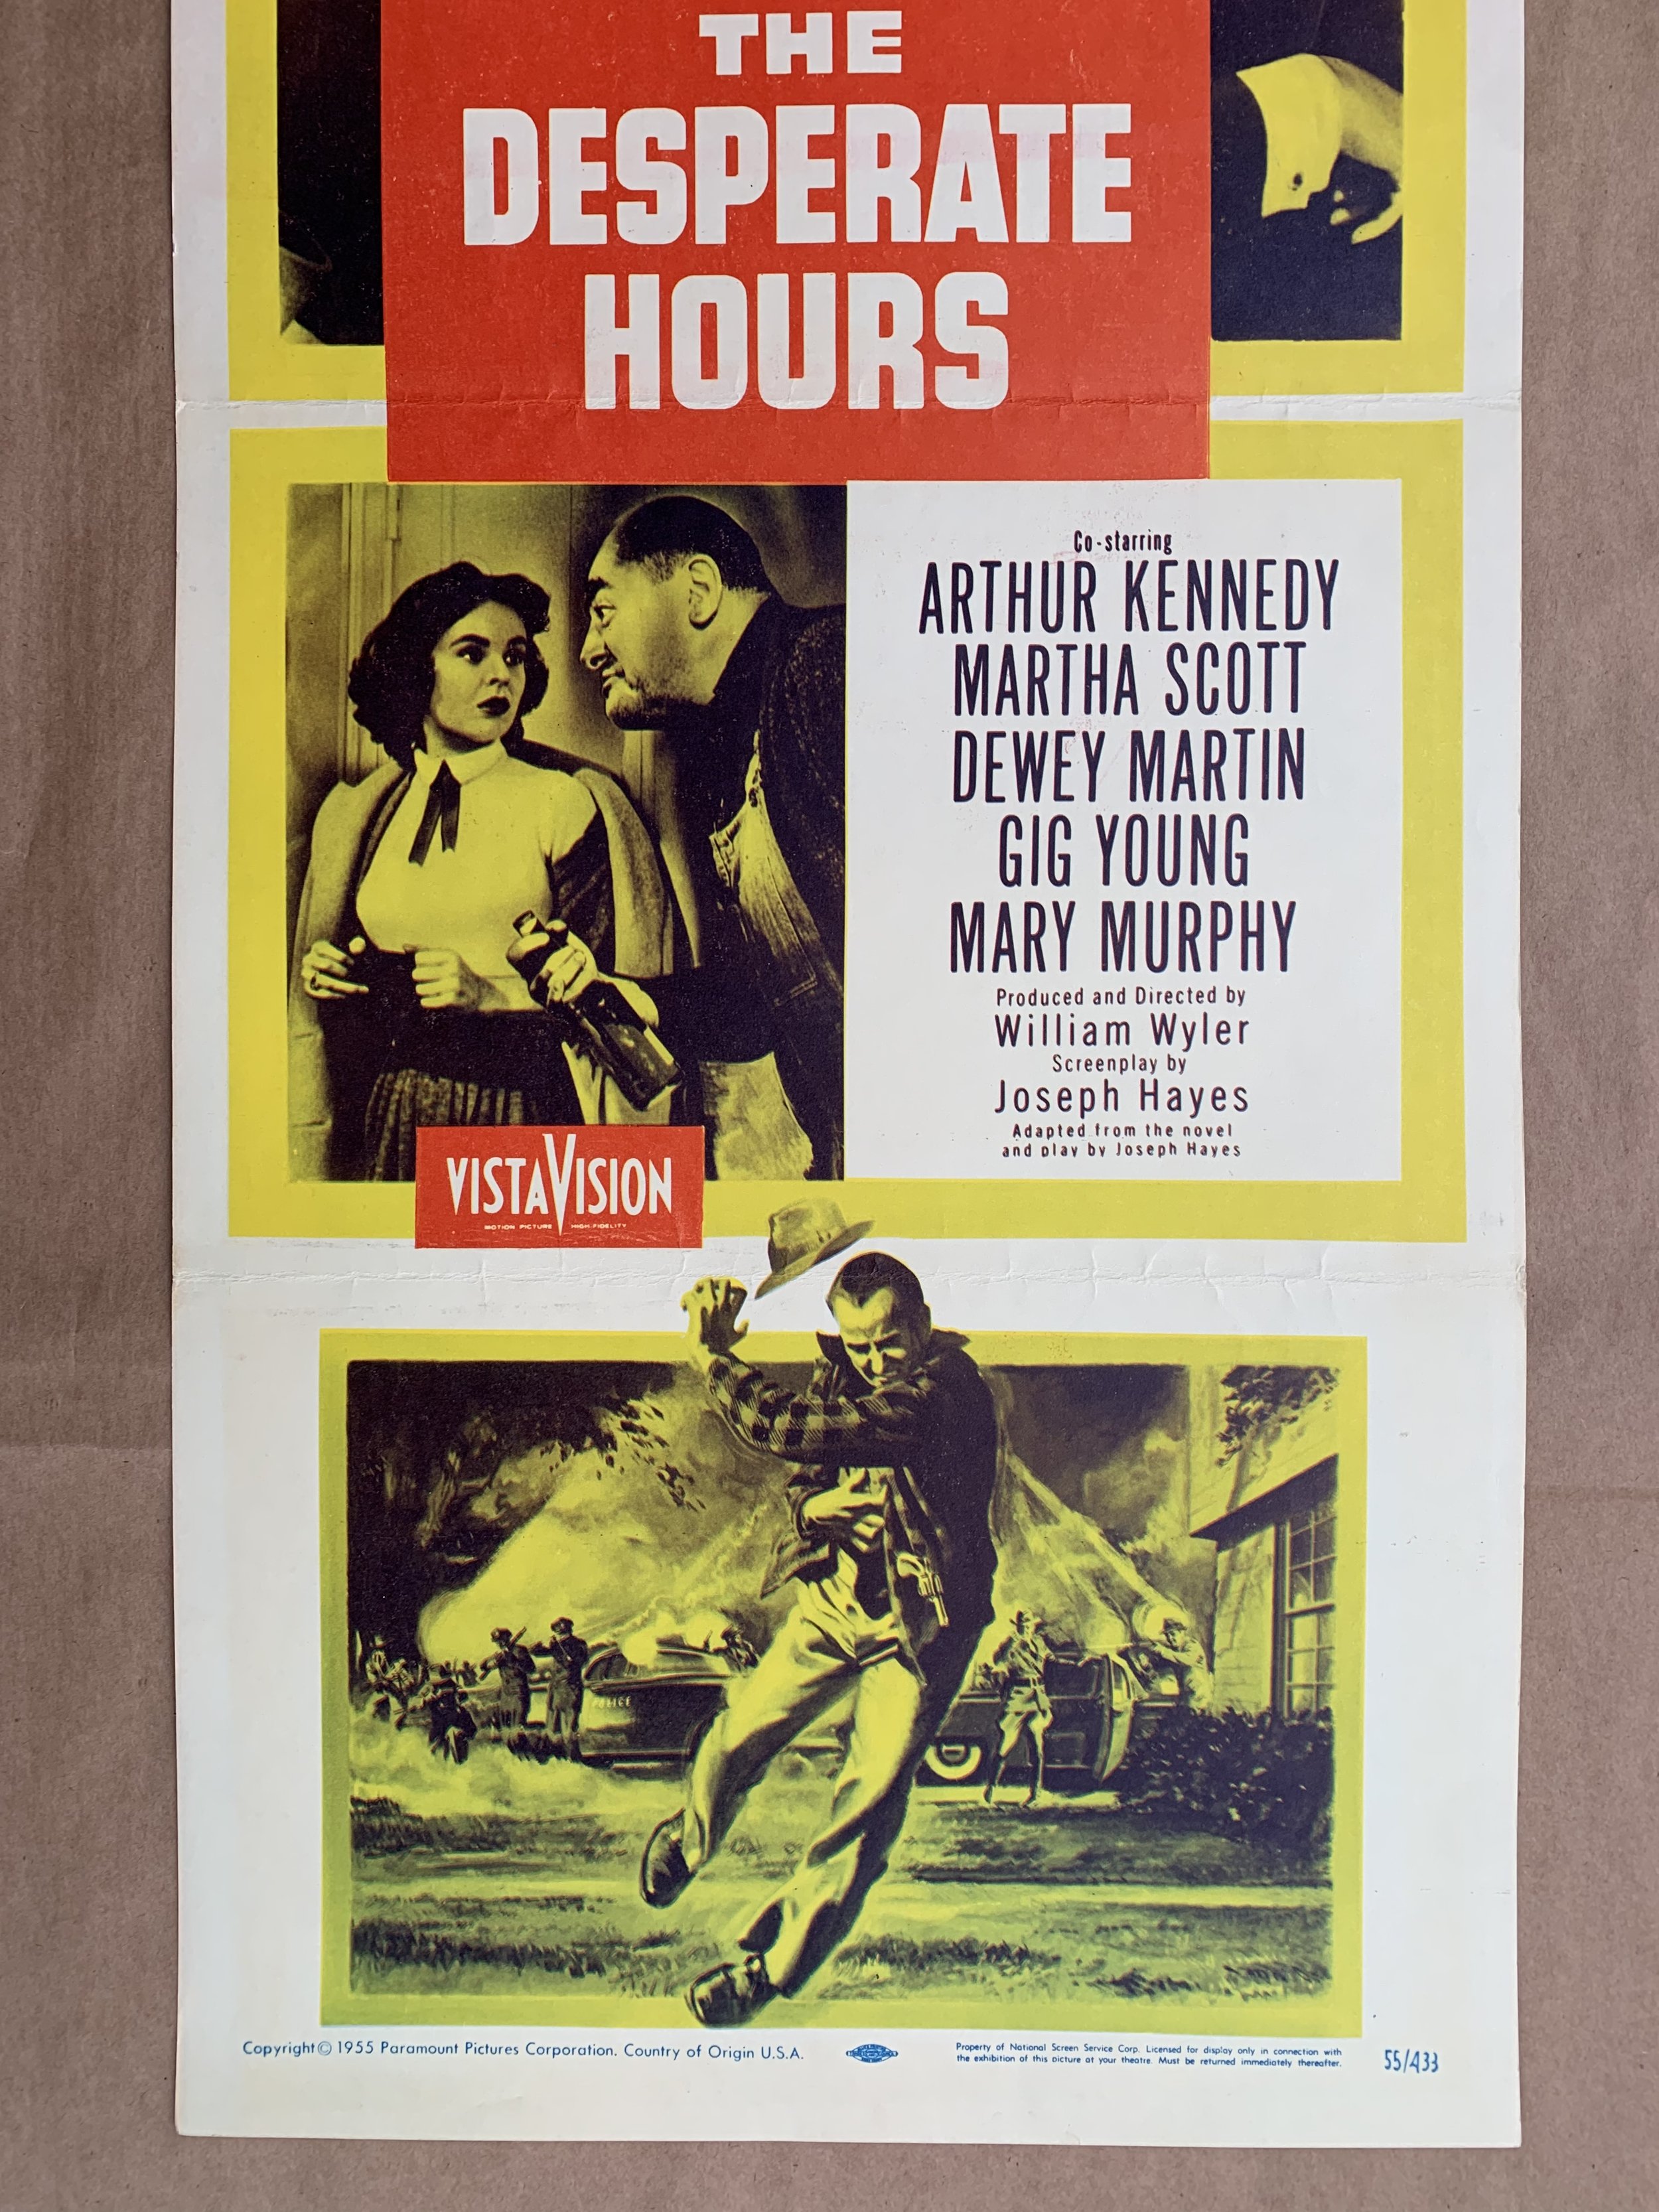 THE
DESPERATE
HOURS
Co-starring
ARTHUR KENNEDY
MARTHA SCOTT
DEWEY MARTIN
GIG YOUNG
MARY MURPHY
Produced and Directed by
William Wyler
Screenplay by
Joseph Hayes
Adapted from the novel
and play by Joseph Hayes
VISTAVISION
MOTION PICTURE HIGH-FIDELITY
POLICE
Copyright © 1955 Paramount Pictures Corporation. Country of Origin U.S.A.
Property of National Screen Service Corp. Licensed for display only in connection with
the exhibition of this picture at your theatre. Must be returned immediately thereafter.
55/433